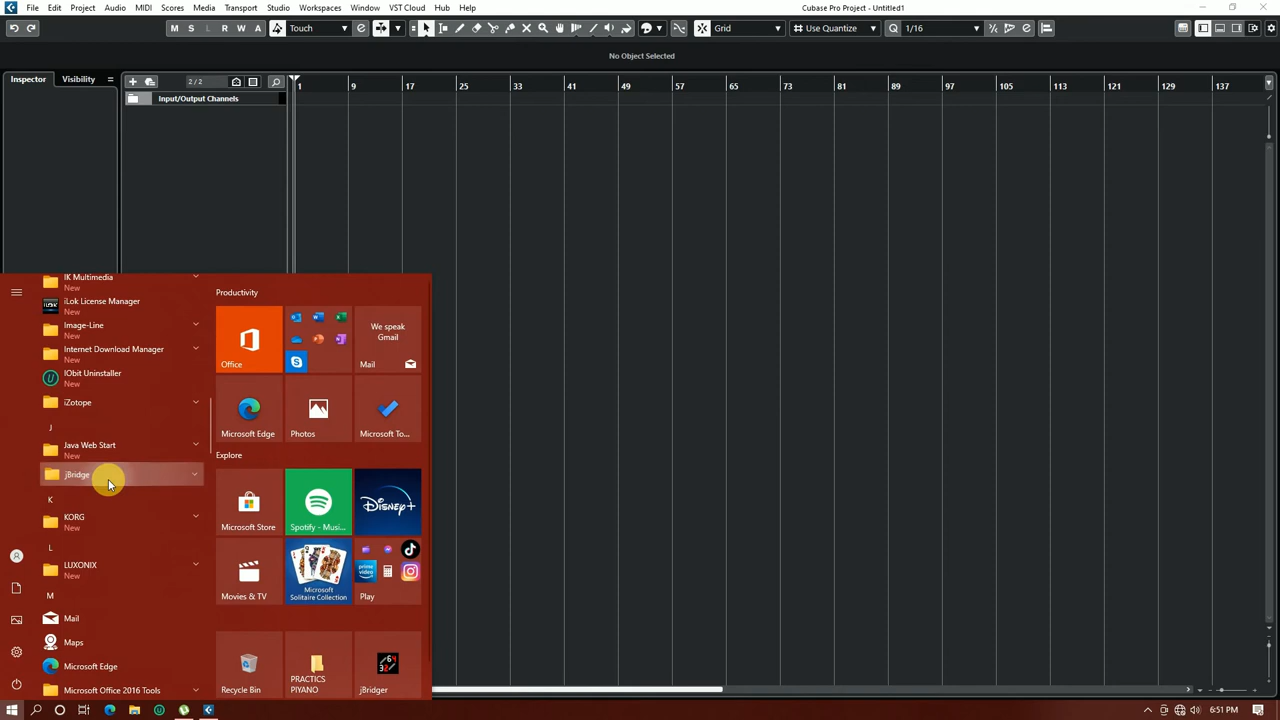 File Edit Project Audio MIDI Scores Media Transport Studio Workspaces Window VST Cloud Hub Help
Cubase Pro Project - Untitled1
M S L R W A Touch
Grid
Use Quantize
Q 1/16
No Object Selected
Inspector Visibility
2 / 2
1 9 17 25 33 41 49 57 65 73 81 89 97 105 113 121 129 137
Input/Output Channels
IK Multimedia
New
iLok License Manager
New
Image-Line
New
Internet Download Manager
New
IObit Uninstaller
New
iZotope
J
Java Web Start
New
jBridge
K
KORG
New
L
LUXONIX
New
M
Mail
Maps
Microsoft Edge
Microsoft Office 2016 Tools
Productivity
Office
We speak
Gmail
Mail
Microsoft Edge
Photos
Microsoft To...
Explore
Microsoft Store
Spotify - Musi...
Disney+
Movies & TV
Microsoft
Solitaire Collection
Microsoft
Solitaire Collection
prime
video
Play
Recycle Bin
PRACTICS
PIYANO
jBridger
6:51 PM